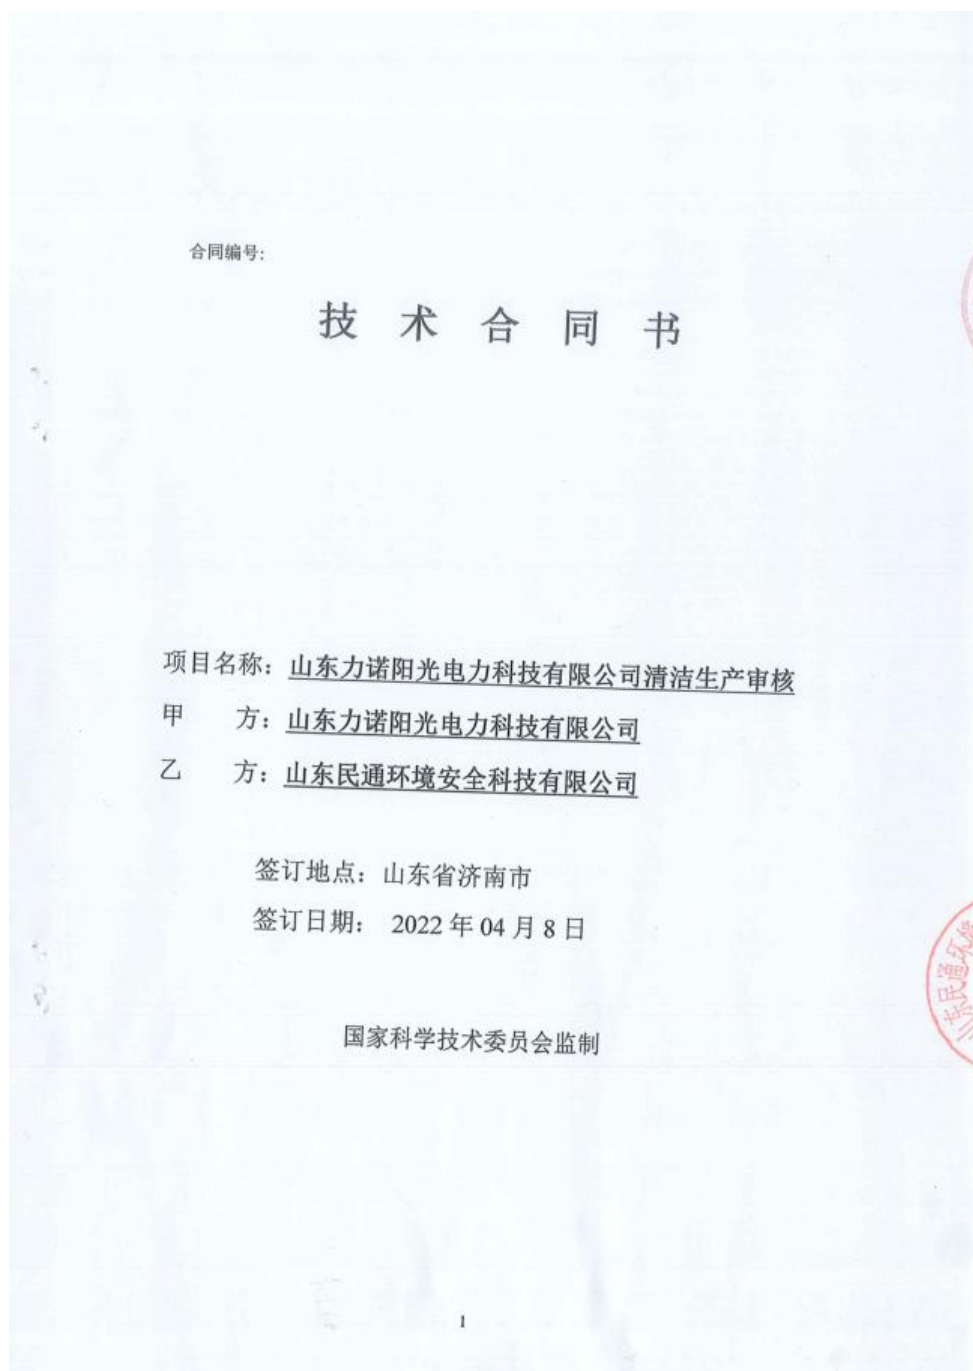 合同编号:
技术合同书
项目名称：山东力诺阳光电力科技有限公司清洁生产审核
甲 方：山东力诺阳光电力科技有限公司
乙 方：山东民通环境安全科技有限公司
签订地点：山东省济南市
签订日期： 2022 年 04 月 8 日
国家科学技术委员会监制
东民通环
1